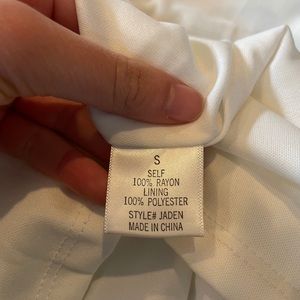 S
SELF
100% RAYON
LINING
100% POLYESTER
STYLE# JADEN
MADE IN CHINA